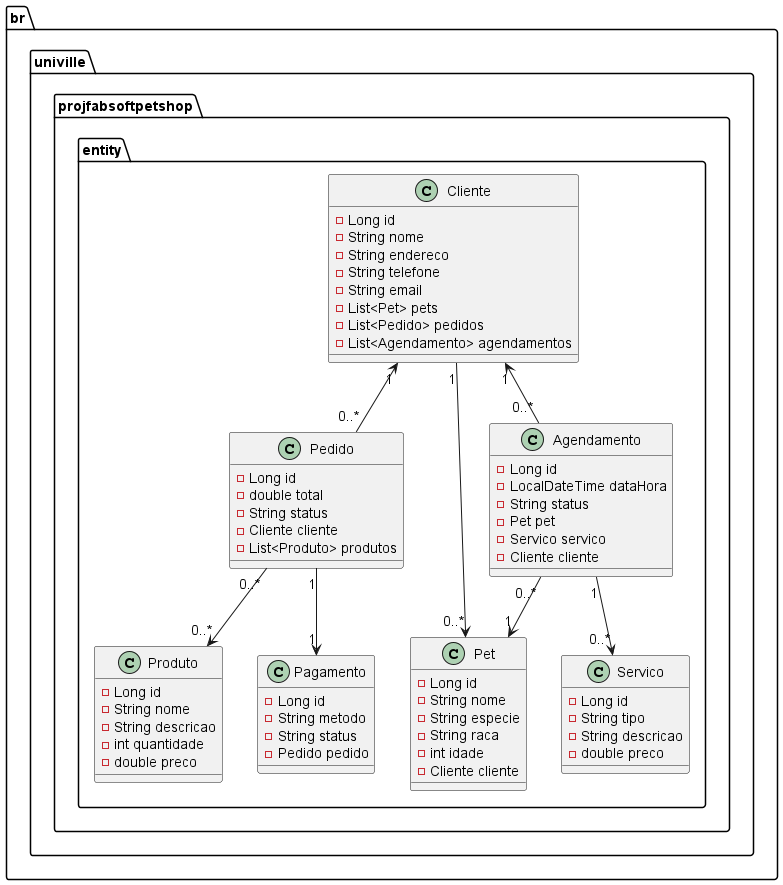 br
univille
projfabsoftpetshop
entity
C Cliente
Long id
String nome
String endereco
String telefone
String email
List<Pet> pets
List<Pedido> pedidos
List<Agendamento> agendamentos
1
1
1
0..*
0..*
C Pedido
Long id
double total
String status
Cliente cliente
List<Produto> produtos
C Agendamento
Long id
LocalDateTime dataHora
String status
Pet pet
Servico servico
Cliente cliente
0..*
1
0..*
1
0..*
1
0..*
1
0..*
C Produto
Long id
String nome
String descricao
int quantidade
double preco
C Pagamento
Long id
String metodo
String status
Pedido pedido
C Pet
Long id
String nome
String especie
String raca
int idade
Cliente cliente
C Servico
Long id
String tipo
String descricao
double preco